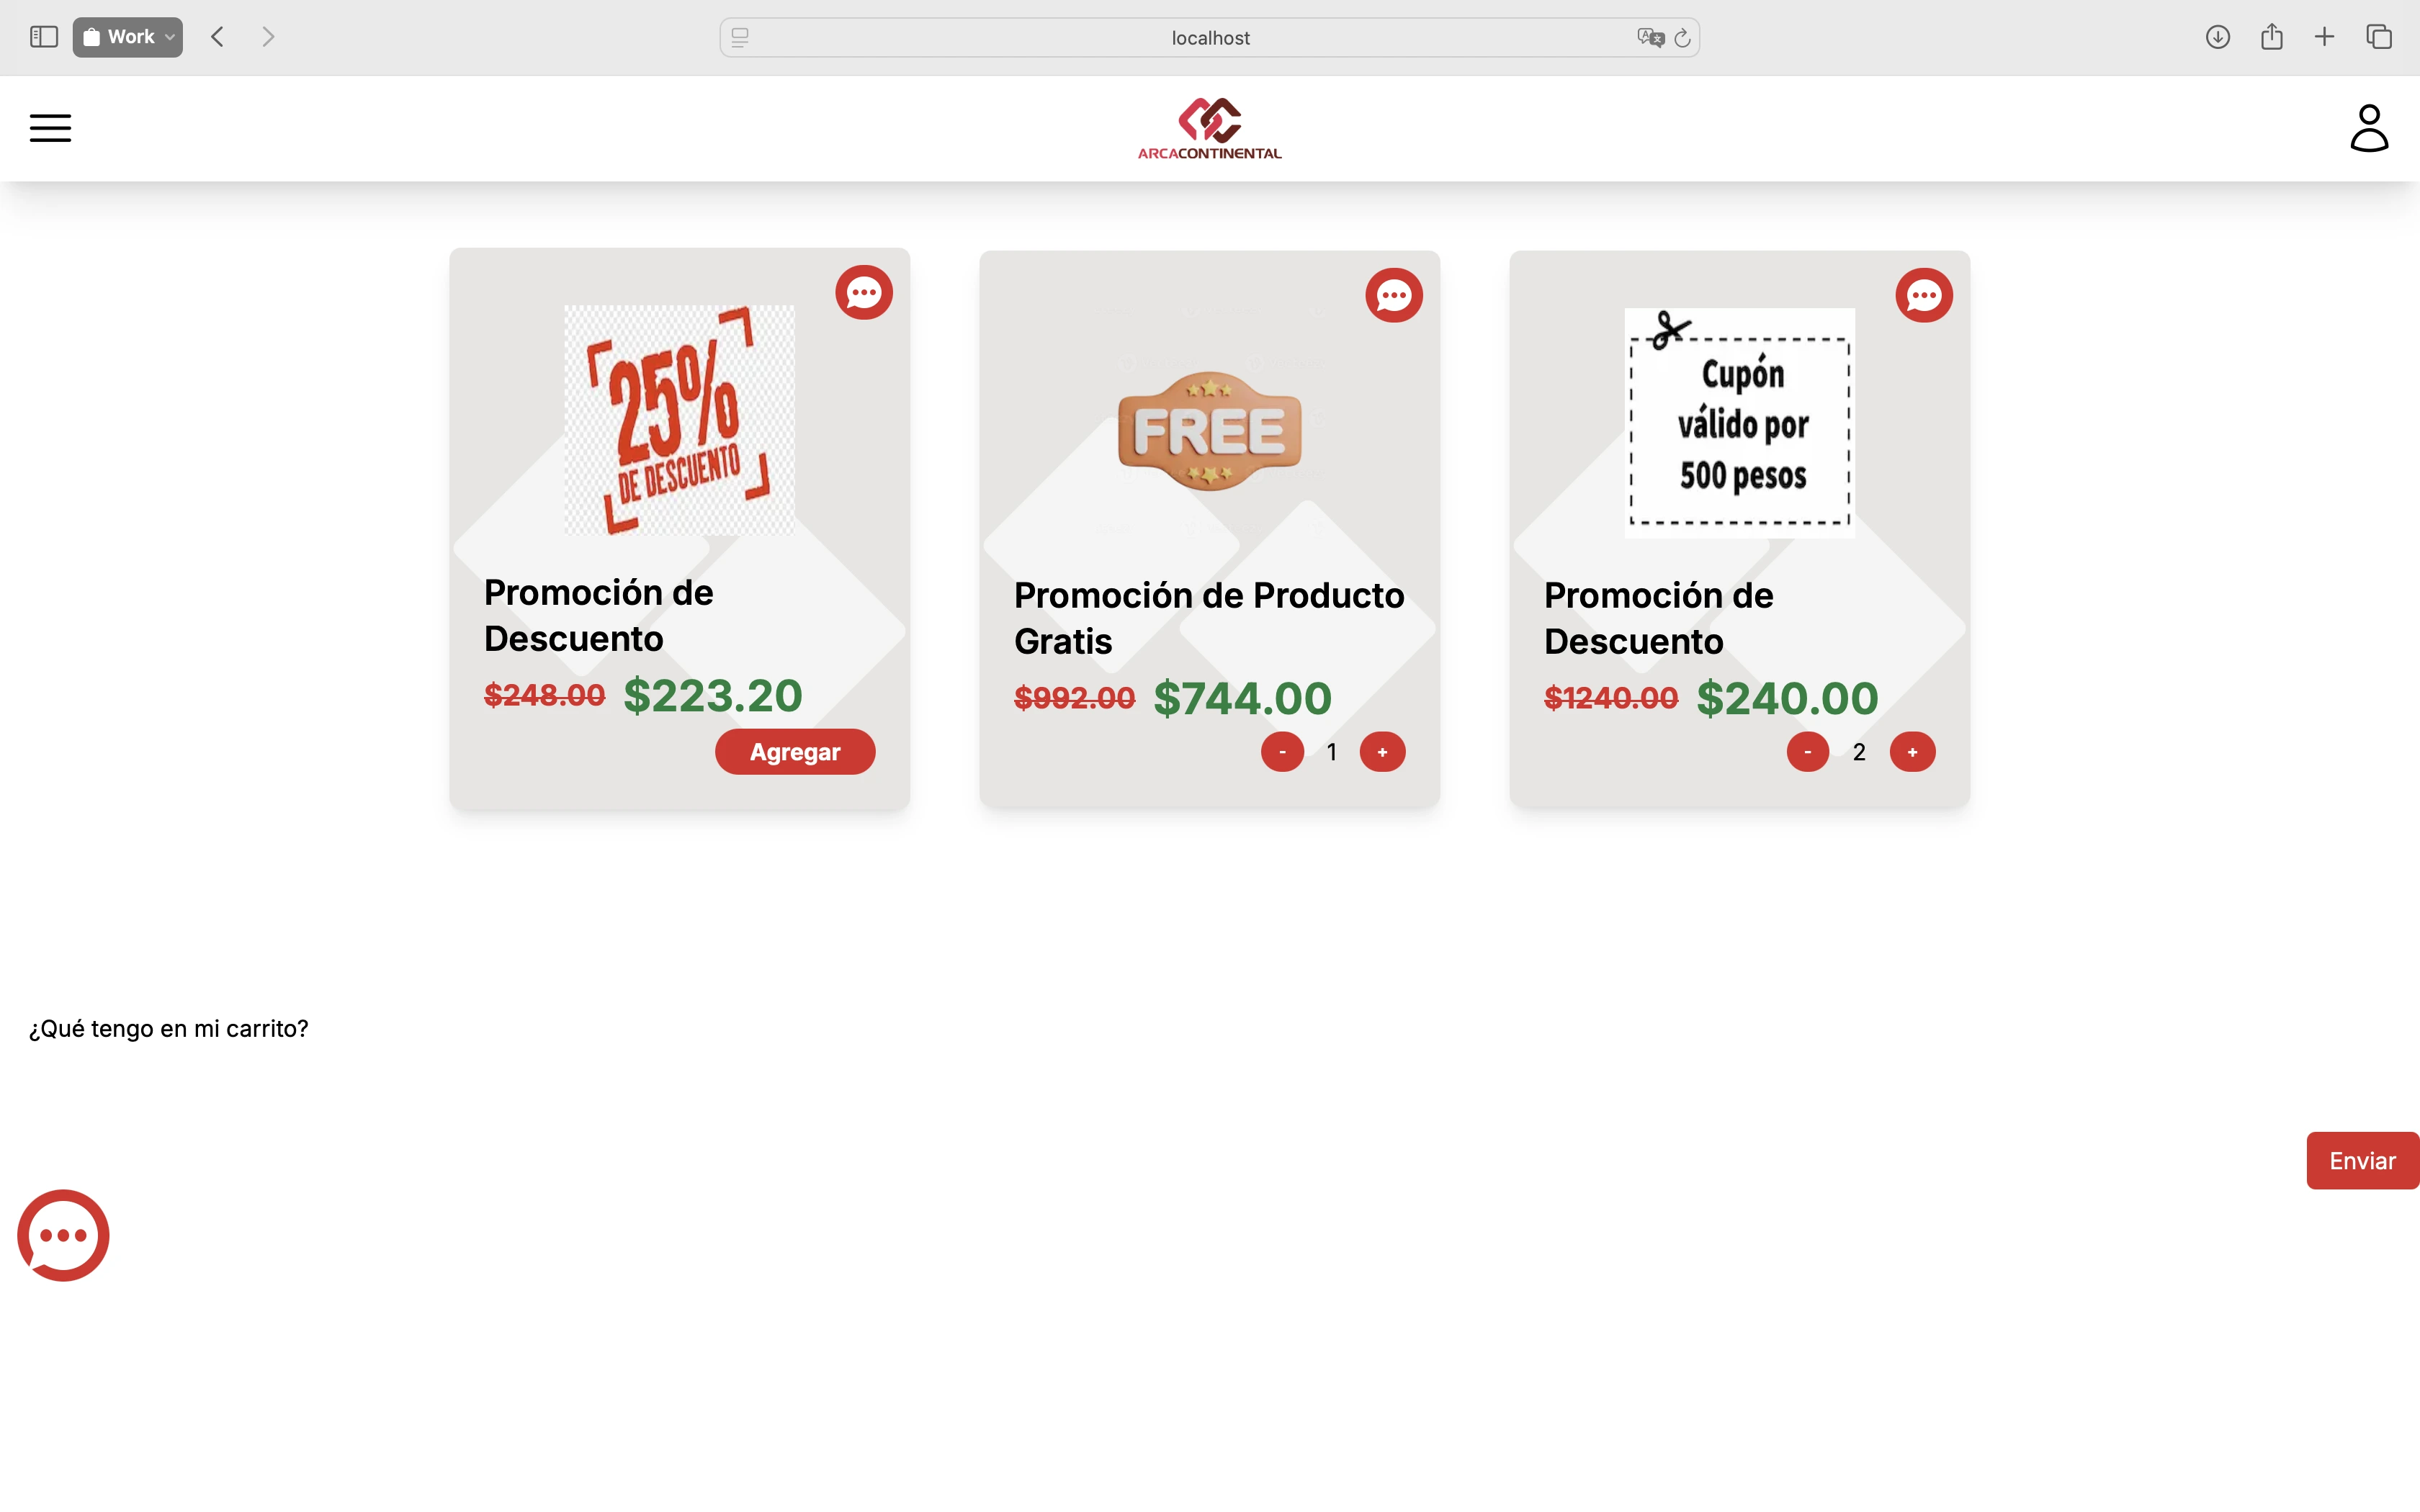 Work
localhost
ARCACONTINENTAL
25%
DE DESCUENTO
Promoción de
Descuento
$248.00 $223.20
Agregar
FREE
Promoción de Producto
Gratis
$992.00 $744.00
- 1 +
Cupón
válido por
500 pesos
Promoción de
Descuento
$1240.00 $240.00
- 2 +
¿Qué tengo en mi carrito?
Enviar